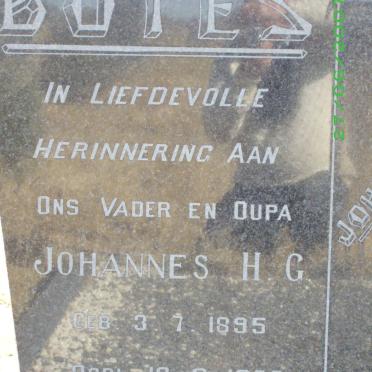 BOTES
IN LIEFDEVOLLE
HERINNERING AAN
ONS VADER EN OUPA
JOHANNES H. G.
GEB. 3 7. 1895